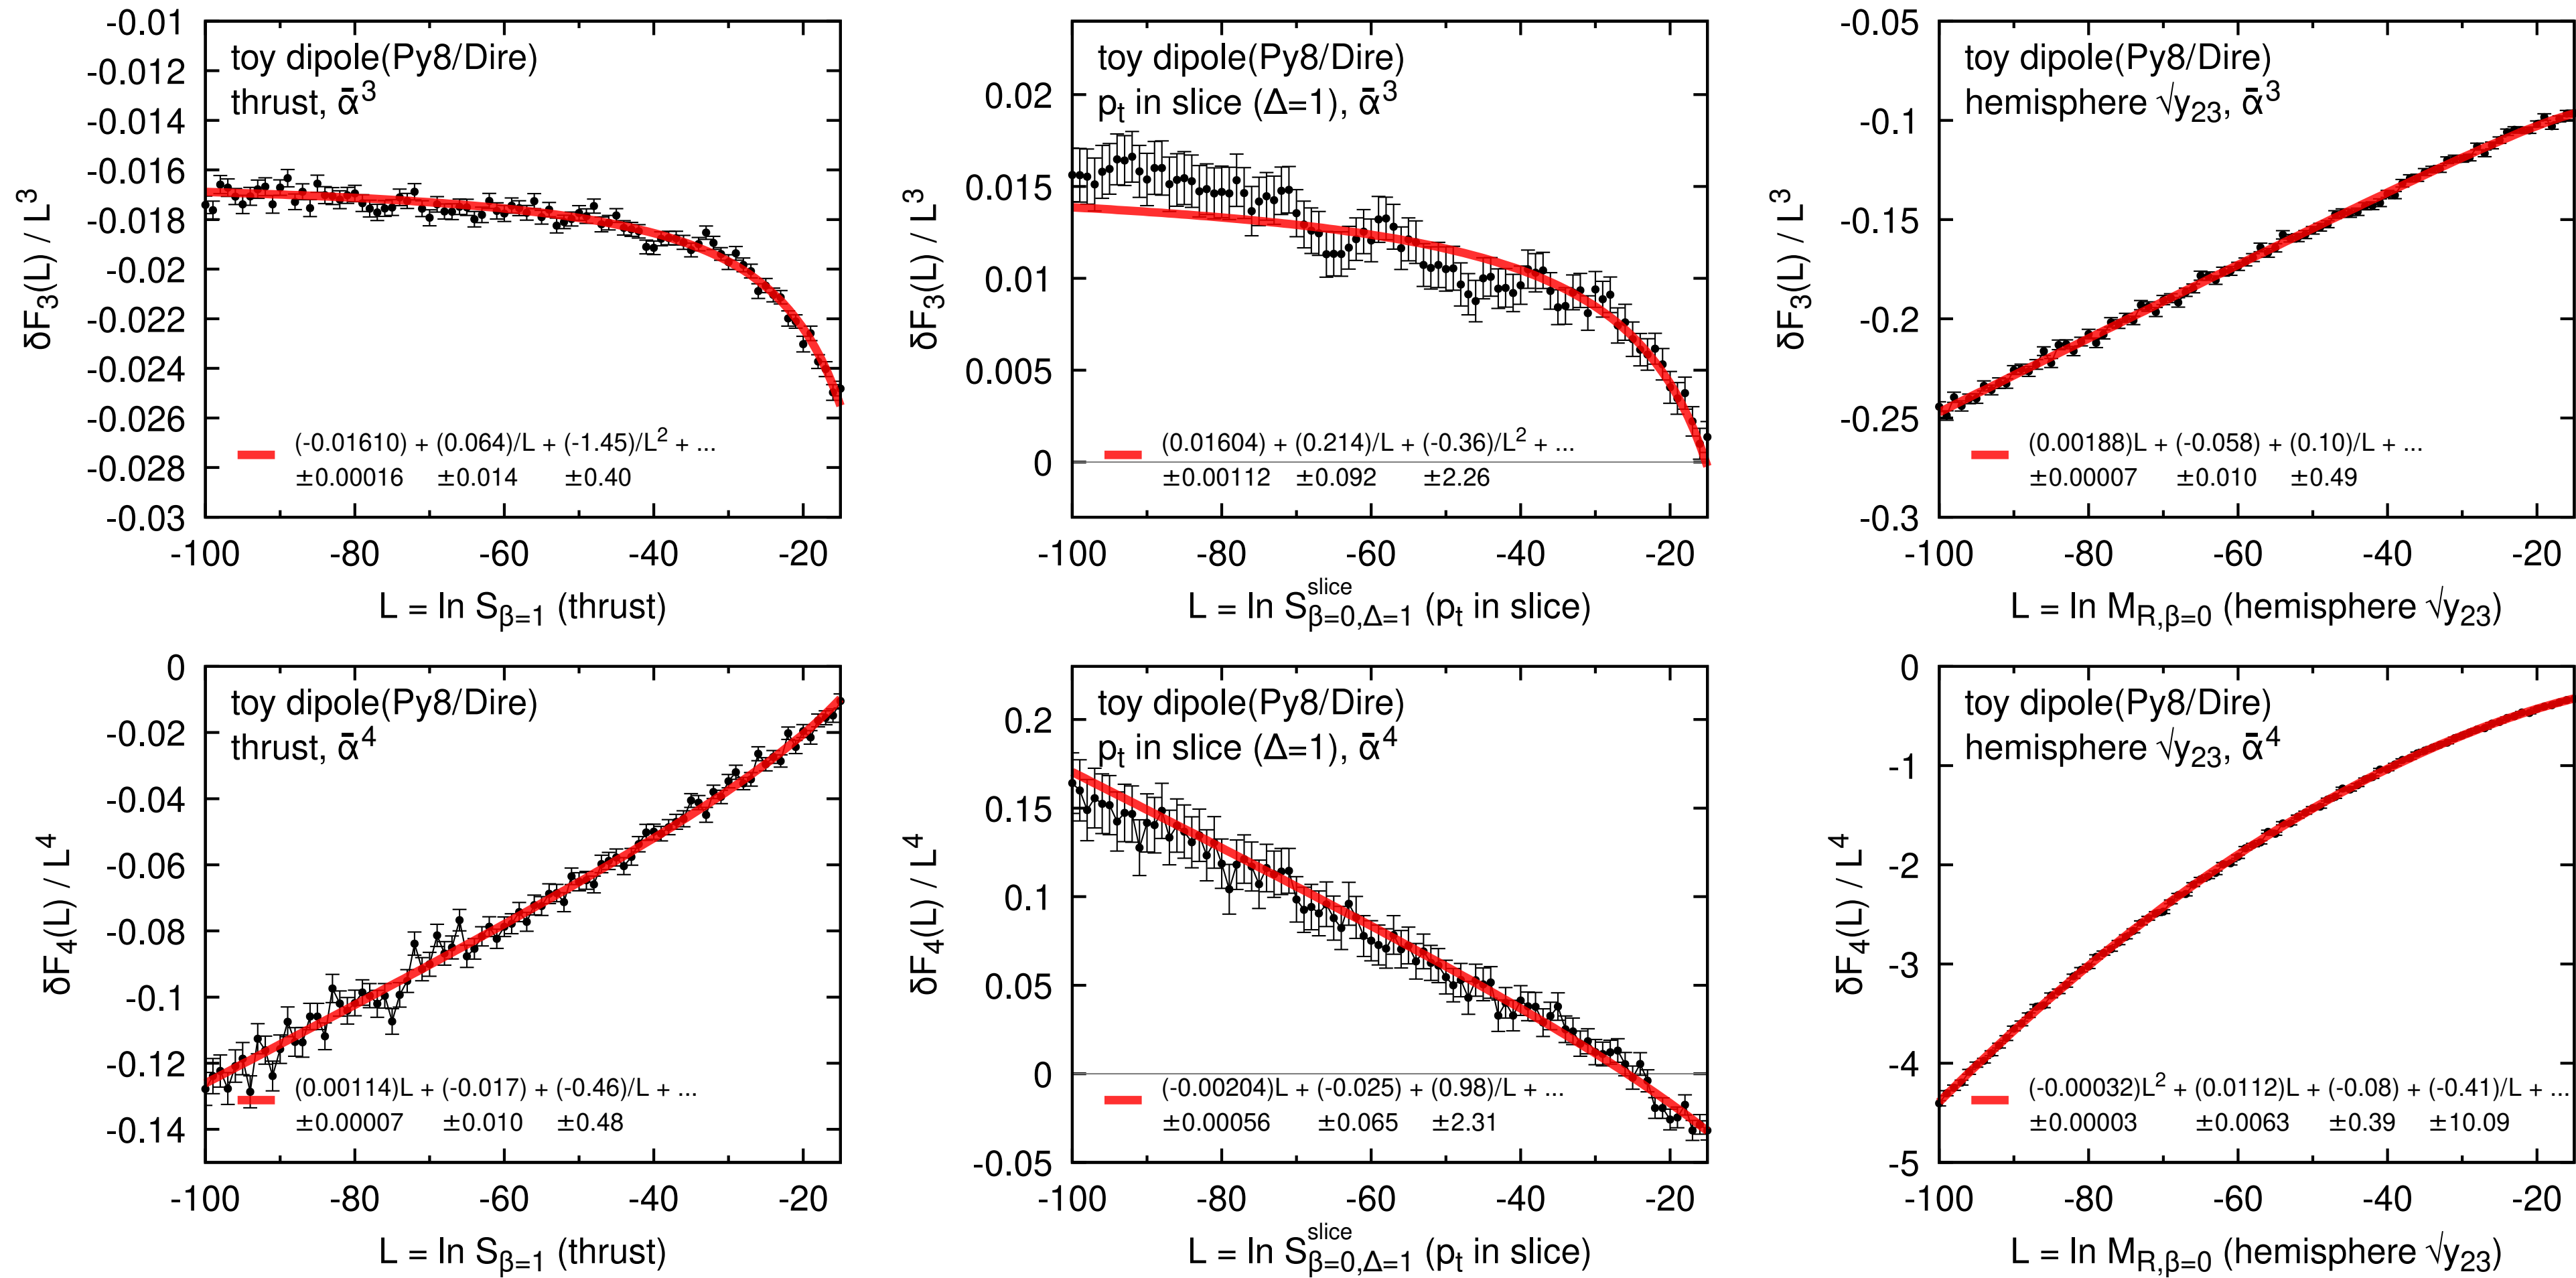 toy dipole(Py8/Dire)
thrust, ᾱ³
δF₃(L) / L³
-0.01
-0.012
-0.014
-0.016
-0.018
-0.02
-0.022
-0.024
-0.026
-0.028
-0.03
(-0.01610) + (0.064)/L + (-1.45)/L² + ...
±0.00016 ±0.014 ±0.40
-100 -80 -60 -40 -20
L = ln S_β=1 (thrust)
toy dipole(Py8/Dire)
p_t in slice (Δ=1), ᾱ³
δF₃(L) / L³
0.02
0.015
0.01
0.005
0
(0.01604) + (0.214)/L + (-0.36)/L² + ...
±0.00112 ±0.092 ±2.26
-100 -80 -60 -40 -20
L = ln S^slice_β=0,Δ=1 (p_t in slice)
toy dipole(Py8/Dire)
hemisphere √y₂₃, ᾱ³
δF₃(L) / L³
-0.05
-0.1
-0.15
-0.2
-0.25
-0.3
(0.00188)L + (-0.058) + (0.10)/L + ...
±0.00007 ±0.010 ±0.49
-100 -80 -60 -40 -20
L = ln M_R,β=0 (hemisphere √y₂₃)
toy dipole(Py8/Dire)
thrust, ᾱ⁴
δF₄(L) / L⁴
0
-0.02
-0.04
-0.06
-0.08
-0.1
-0.12
-0.14
(0.00114)L + (-0.017) + (-0.46)/L + ...
±0.00007 ±0.010 ±0.48
-100 -80 -60 -40 -20
L = ln S_β=1 (thrust)
toy dipole(Py8/Dire)
p_t in slice (Δ=1), ᾱ⁴
δF₄(L) / L⁴
0.2
0.15
0.1
0.05
0
-0.05
(-0.00204)L + (-0.025) + (0.98)/L + ...
±0.00056 ±0.065 ±2.31
-100 -80 -60 -40 -20
L = ln S^slice_β=0,Δ=1 (p_t in slice)
toy dipole(Py8/Dire)
hemisphere √y₂₃, ᾱ⁴
δF₄(L) / L⁴
0
-1
-2
-3
-4
-5
(-0.00032)L² + (0.0112)L + (-0.08) + (-0.41)/L + ...
±0.00003 ±0.0063 ±0.39 ±10.09
-100 -80 -60 -40 -20
L = ln M_R,β=0 (hemisphere √y₂₃)